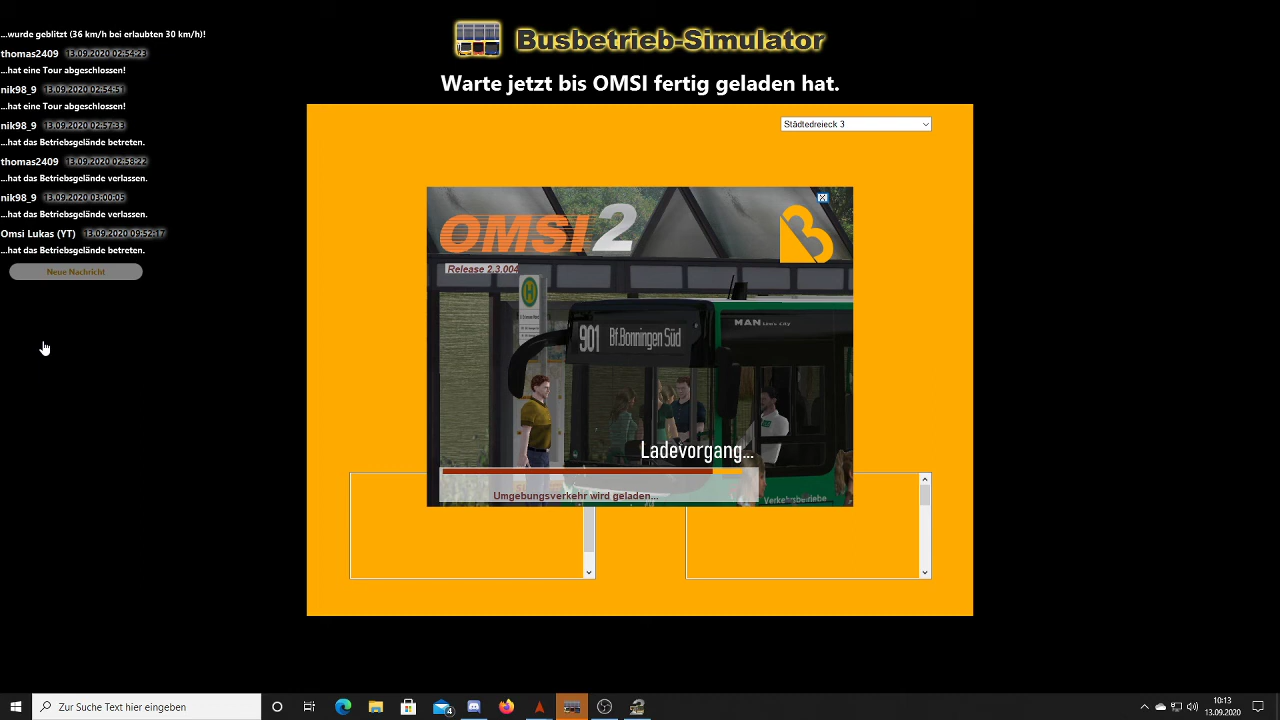 ...wurde geblitzt (36 km/h bei erlaubten 30 km/h)!
thomas2409 13.09.2020 02:54:23
...hat eine Tour abgeschlossen!
nik98_9 13.09.2020 02:54:51
...hat eine Tour abgeschlossen!
nik98_9 13.09.2020 02:57:33
...hat das Betriebsgelände betreten.
thomas2409 13.09.2020 02:58:22
...hat das Betriebsgelände verlassen.
nik98_9 13.09.2020 03:00:05
...hat das Betriebsgelände verlassen.
Omsi Lukas (YT) 13.09.2020 09:52:17
...hat das Betriebsgelände betreten.
Neue Nachricht
Busbetrieb-Simulator
Warte jetzt bis OMSI fertig geladen hat.
Städtedreieck 3
OMSI 2
B
Release 2.3.004
H
MAN Lion's City
901 Bf.Bonningen Süd
Ladevorgang...
Umgebungsverkehr wird geladen...
Verkehrsbetriebe
Zur Suche Text hier eingeben
4
10:13
13.09.2020